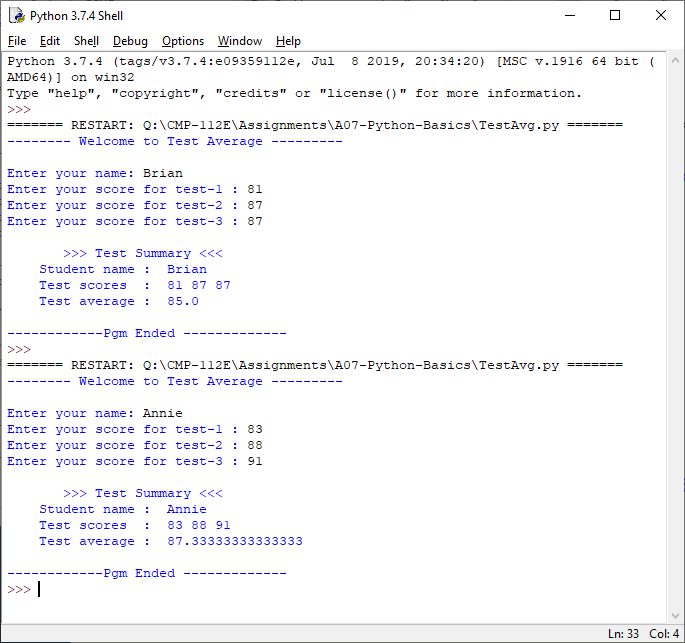 Python 3.7.4 Shell
File Edit Shell Debug Options Window Help
Python 3.7.4 (tags/v3.7.4:e09359112e, Jul  8 2019, 20:34:20) [MSC v.1916 64 bit (
AMD64)] on win32
Type "help", "copyright", "credits" or "license()" for more information.
>>>
======= RESTART: Q:\CMP-112E\Assignments\A07-Python-Basics\TestAvg.py =======
-------- Welcome to Test Average ---------
Enter your name: Brian
Enter your score for test-1 : 81
Enter your score for test-2 : 87
Enter your score for test-3 : 87
       >>> Test Summary <<<
    Student name :  Brian
    Test scores  :  81 87 87
    Test average :  85.0
------------Pgm Ended -------------
>>>
======= RESTART: Q:\CMP-112E\Assignments\A07-Python-Basics\TestAvg.py =======
-------- Welcome to Test Average ---------
Enter your name: Annie
Enter your score for test-1 : 83
Enter your score for test-2 : 88
Enter your score for test-3 : 91
       >>> Test Summary <<<
    Student name :  Annie
    Test scores  :  83 88 91
    Test average :  87.33333333333333
------------Pgm Ended -------------
>>>
Ln: 33 Col: 4